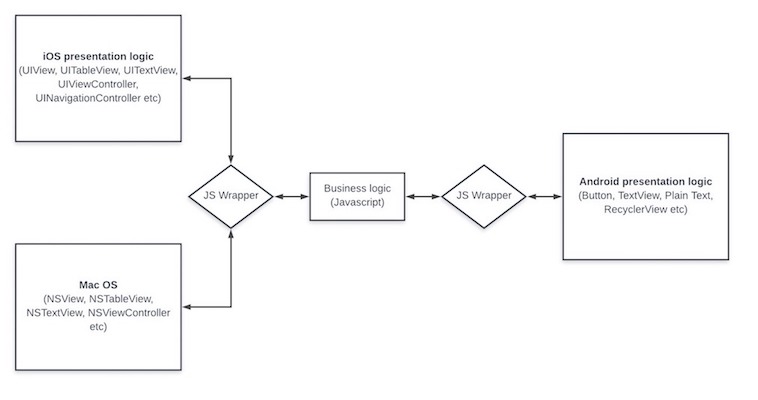 iOS presentation logic
(UIView, UITableView, UITextView,
UIViewController,
UINavigationController etc)
JS Wrapper
Business logic
(Javascript)
JS Wrapper
Android presentation logic
(Button, TextView, Plain Text,
RecyclerView etc)
Mac OS
(NSView, NSTableView,
NSTextView, NSViewController
etc)